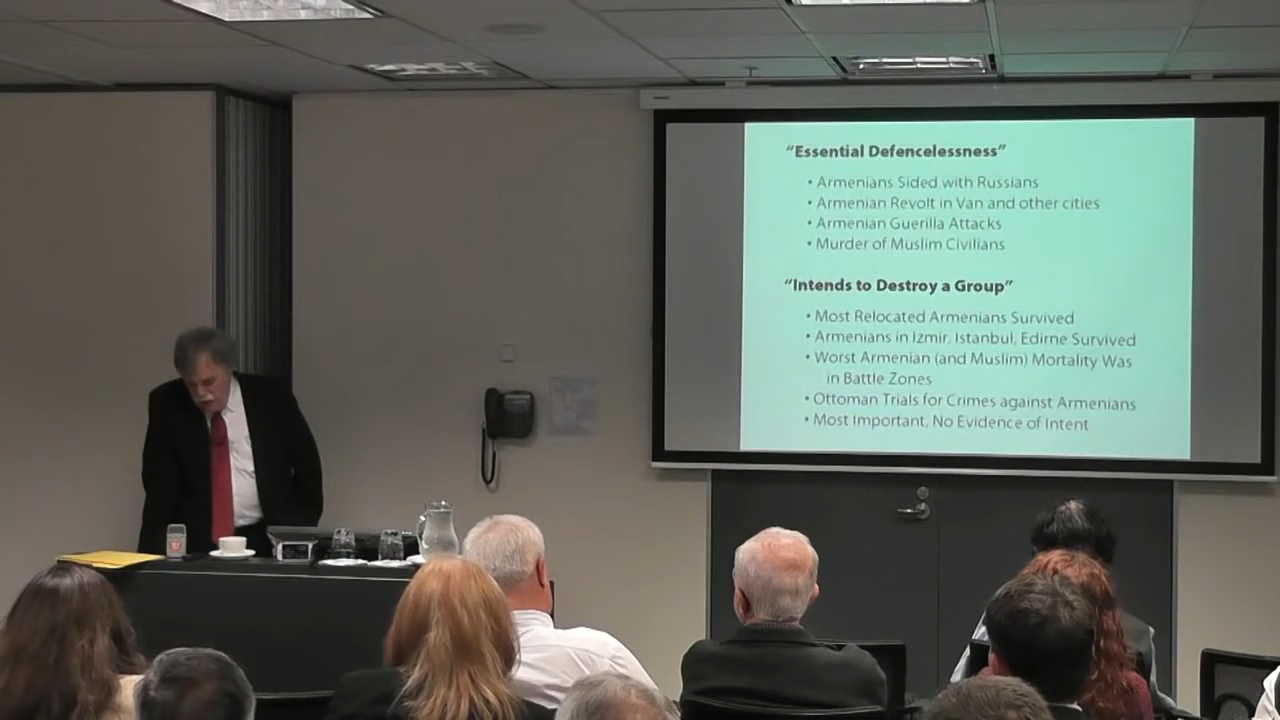 “Essential Defencelessness”
• Armenians Sided with Russians
• Armenian Revolt in Van and other cities
• Armenian Guerilla Attacks
• Murder of Muslim Civilians
“Intends to Destroy a Group”
• Most Relocated Armenians Survived
• Armenians in Izmir, Istanbul, Edirne Survived
• Worst Armenian (and Muslim) Mortality Was
in Battle Zones
• Ottoman Trials for Crimes against Armenians
• Most Important, No Evidence of Intent